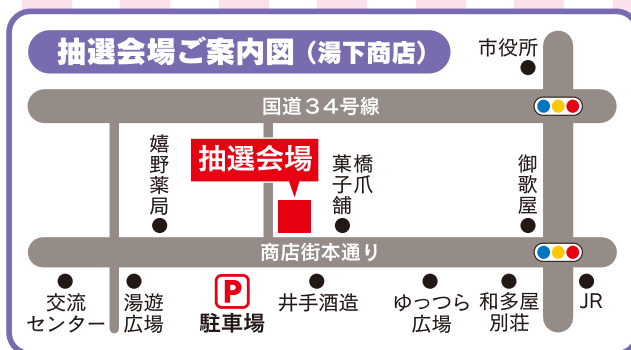 抽選会場ご案内図（湯下商店）
市役所
国道34号線
嬉野薬局
抽選会場
橋爪
菓子舗
御歌屋
商店街本通り
交流
センター
湯遊
広場
P
駐車場
井手酒造
ゆっつら
広場
和多屋
別荘
JR